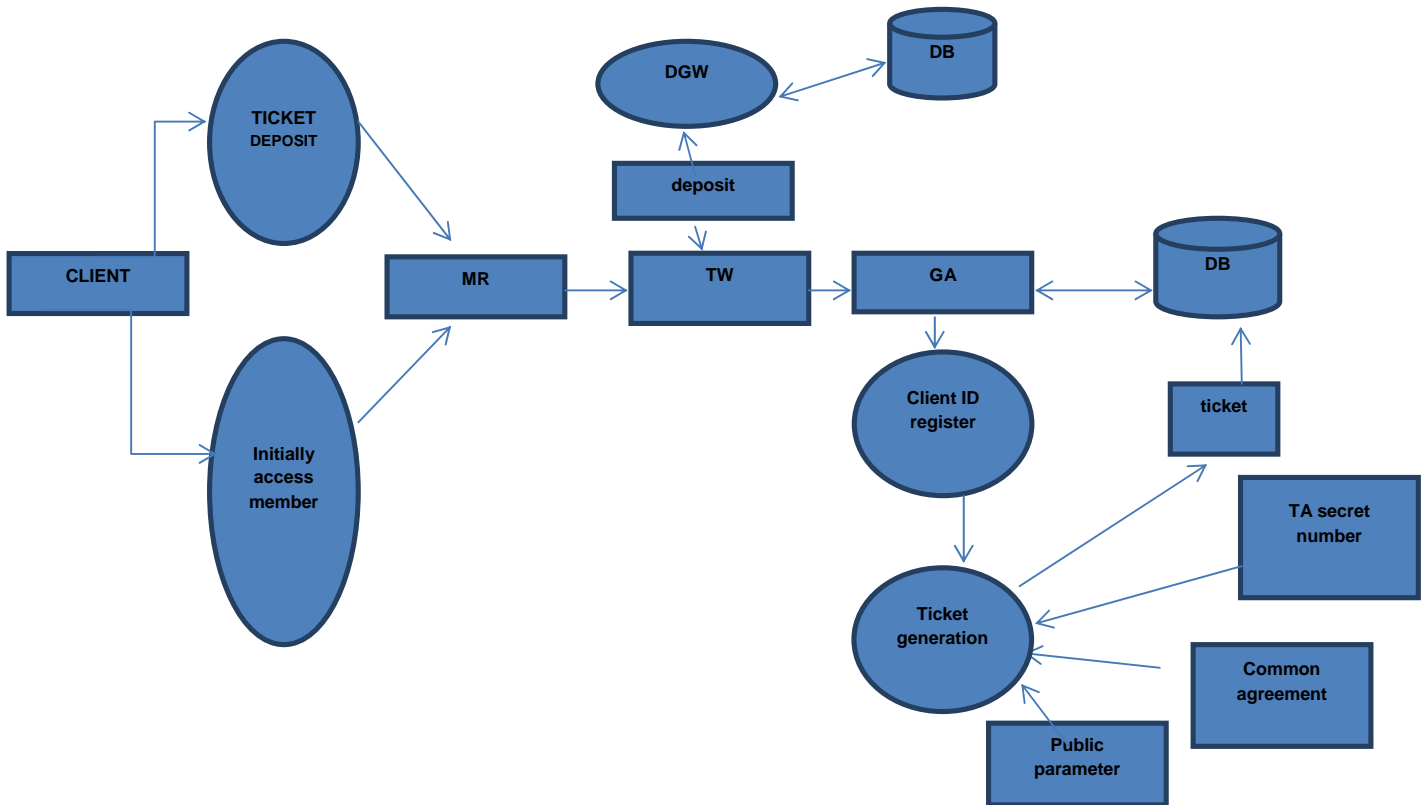 DB
DGW
TICKET
DEPOSIT
deposit
CLIENT
MR
TW
GA
DB
Client ID
register
ticket
Initially
access
member
TA secret
number
Ticket
generation
Common
agreement
Public
parameter